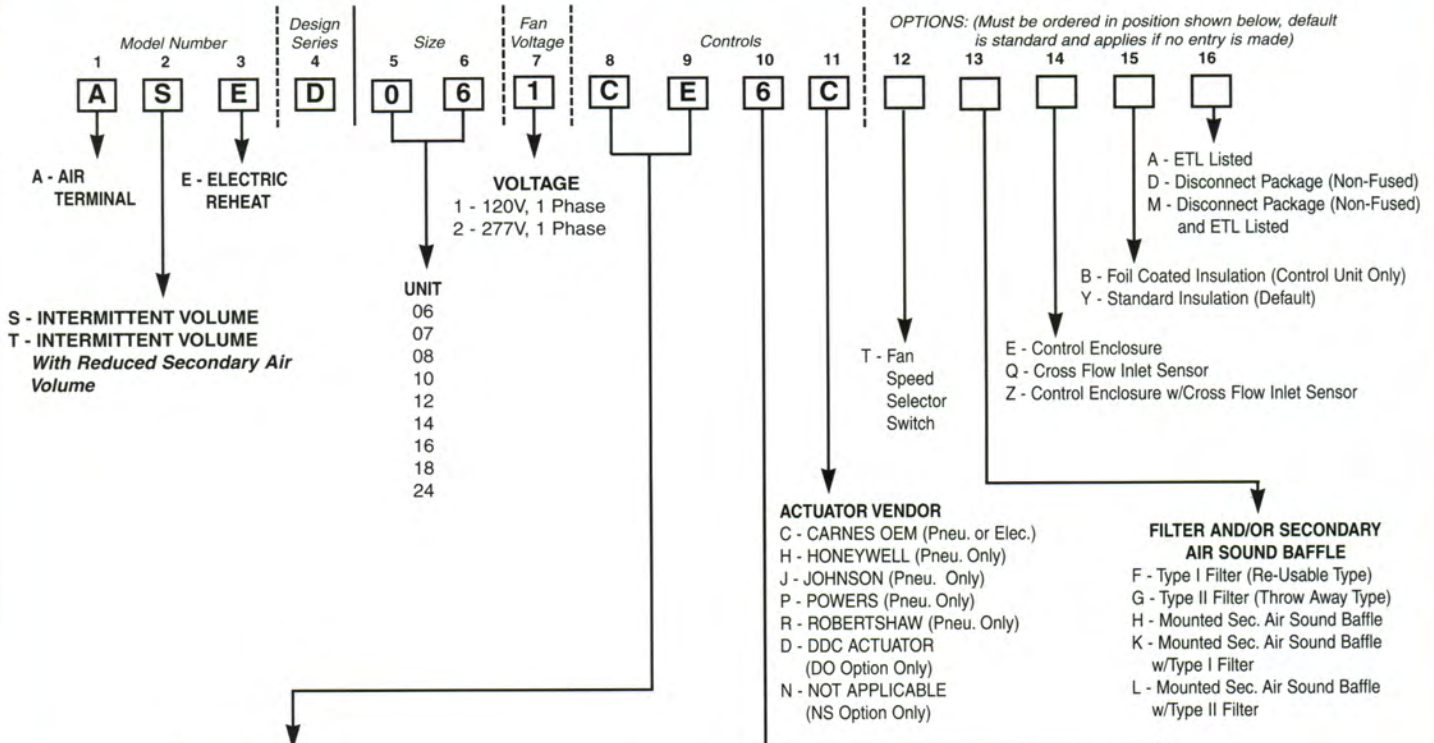 Model Number
Design
Series
Size
Fan
Voltage
Controls
OPTIONS: (Must be ordered in position shown below, default
is standard and applies if no entry is made)
1 2 3 4 5 6 7 8 9 10 11 12 13 14 15 16
A S E D 0 6 1 C E 6 C
A - AIR
TERMINAL
E - ELECTRIC
REHEAT
S - INTERMITTENT VOLUME
T - INTERMITTENT VOLUME
With Reduced Secondary Air
Volume
UNIT
06
07
08
10
12
14
16
18
24
VOLTAGE
1 - 120V, 1 Phase
2 - 277V, 1 Phase
ACTUATOR VENDOR
C - CARNES OEM (Pneu. or Elec.)
H - HONEYWELL (Pneu. Only)
J - JOHNSON (Pneu. Only)
P - POWERS (Pneu. Only)
R - ROBERTSHAW (Pneu. Only)
D - DDC ACTUATOR
(DO Option Only)
N - NOT APPLICABLE
(NS Option Only)
T - Fan
Speed
Selector
Switch
FILTER AND/OR SECONDARY
AIR SOUND BAFFLE
F - Type I Filter (Re-Usable Type)
G - Type II Filter (Throw Away Type)
H - Mounted Sec. Air Sound Baffle
K - Mounted Sec. Air Sound Baffle
w/Type I Filter
L - Mounted Sec. Air Sound Baffle
w/Type II Filter
E - Control Enclosure
Q - Cross Flow Inlet Sensor
Z - Control Enclosure w/Cross Flow Inlet Sensor
B - Foil Coated Insulation (Control Unit Only)
Y - Standard Insulation (Default)
A - ETL Listed
D - Disconnect Package (Non-Fused)
M - Disconnect Package (Non-Fused)
and ETL Listed